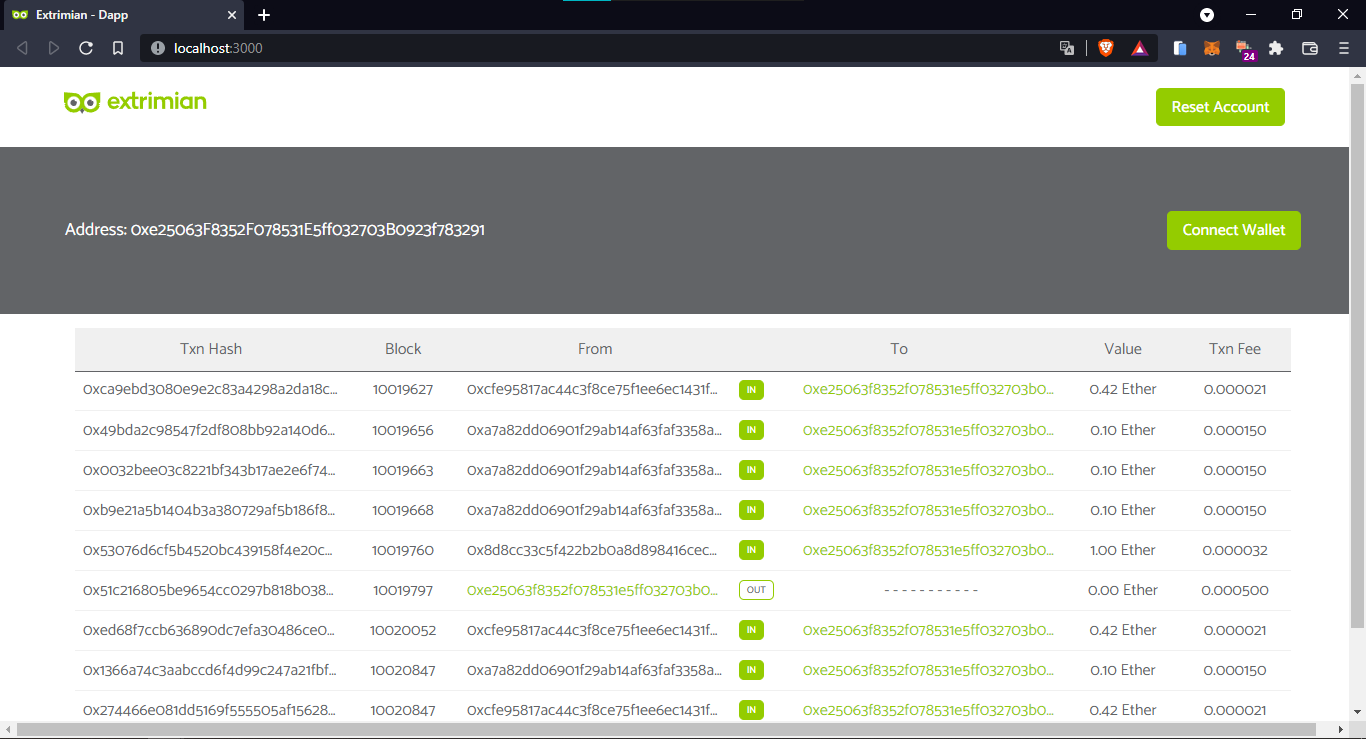 Extrimian - Dapp
localhost:3000
24
extrimian
Reset Account
Address: 0xe25063F8352F078531E5ff032703B0923f783291
Connect Wallet
Txn Hash Block From To Value Txn Fee
0xca9ebd3080e9e2c83a4298a2da18c... 10019627 0xcfe95817ac44c3f8ce75f1ee6ec1431f... IN 0xe25063f8352f078531e5ff032703b0... 0.42 Ether 0.000021
0x49bda2c98547f2df808bb92a140d6... 10019656 0xa7a82dd06901f29ab14af63faf3358a... IN 0xe25063f8352f078531e5ff032703b0... 0.10 Ether 0.000150
0x0032bee03c8221bf343b17ae2e6f74... 10019663 0xa7a82dd06901f29ab14af63faf3358a... IN 0xe25063f8352f078531e5ff032703b0... 0.10 Ether 0.000150
0xb9e21a5b1404b3a380729af5b186f8... 10019668 0xa7a82dd06901f29ab14af63faf3358a... IN 0xe25063f8352f078531e5ff032703b0... 0.10 Ether 0.000150
0x53076d6cf5b4520bc439158f4e20c... 10019760 0x8d8cc33c5f422b2b0a8d898416cec... IN 0xe25063f8352f078531e5ff032703b0... 1.00 Ether 0.000032
0x51c216805be9654cc0297b818b038... 10019797 0xe25063f8352f078531e5ff032703b0... OUT - - - - - - - - - - - 0.00 Ether 0.000500
0xed68f7ccb636890dc7efa30486ce0... 10020052 0xcfe95817ac44c3f8ce75f1ee6ec1431f... IN 0xe25063f8352f078531e5ff032703b0... 0.42 Ether 0.000021
0x1366a74c3aabccd6f4d99c247a21fbf... 10020847 0xa7a82dd06901f29ab14af63faf3358a... IN 0xe25063f8352f078531e5ff032703b0... 0.10 Ether 0.000150
0x274466e081dd5169f555505af15628... 10020847 0xcfe95817ac44c3f8ce75f1ee6ec1431f... IN 0xe25063f8352f078531e5ff032703b0... 0.42 Ether 0.000021